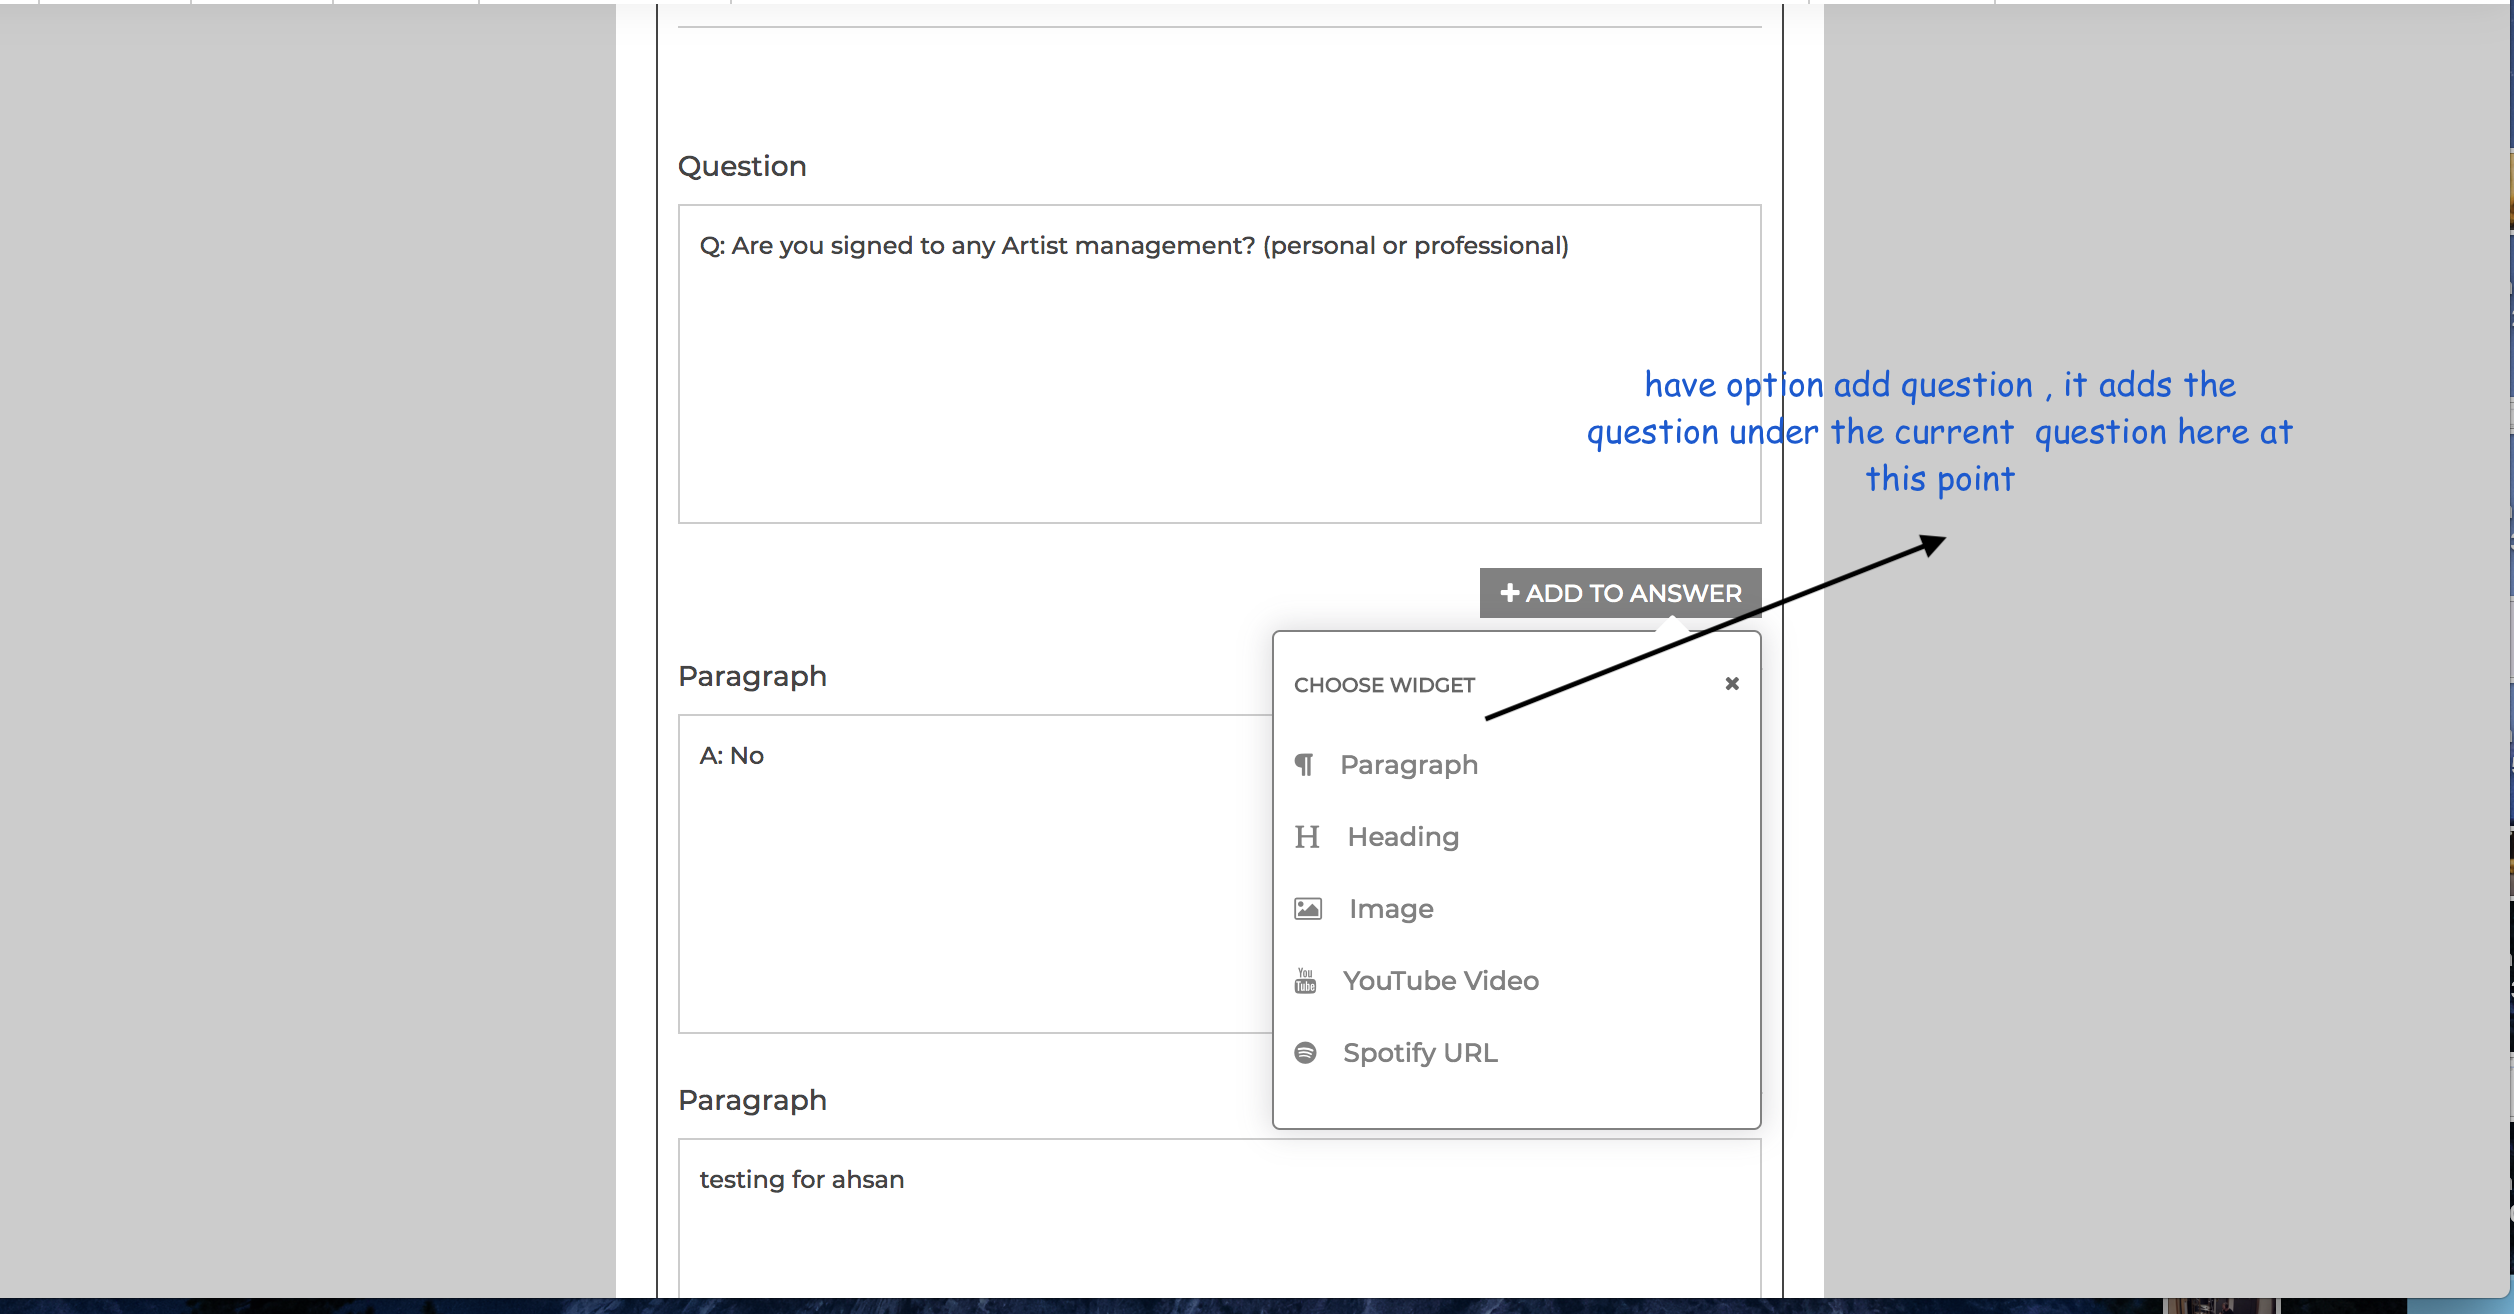 Question
Q: Are you signed to any Artist management? (personal or professional)
have option add question , it adds the
question under the current question here at
this point
ADD TO ANSWER
Paragraph
A: No
CHOOSE WIDGET
Paragraph
Heading
Image
YouTube Video
Spotify URL
Paragraph
testing for ahsan